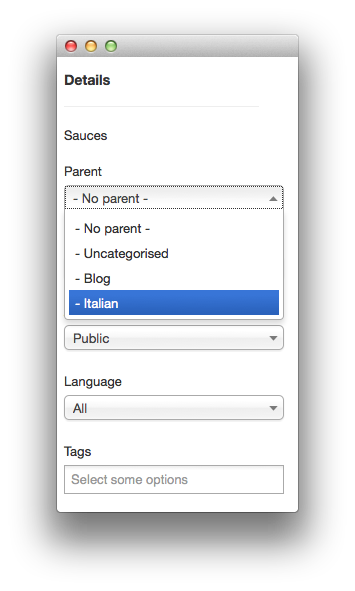 Details
Sauces
Parent
- No parent -
- No parent -
- Uncategorised
- Blog
- Italian
Public
Language
All
Tags
Select some options